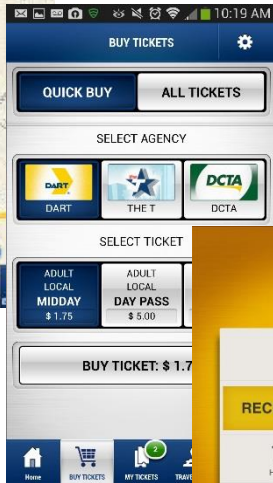 10:19 AM
BUY TICKETS
QUICK BUY ALL TICKETS
SELECT AGENCY
DART DCTA
DART THE T DCTA
SELECT TICKET
ADULT LOCAL MIDDAY $ 1.75
ADULT LOCAL DAY PASS $ 5.00
BUY TICKET: $ 1.7
REC
2
Home BUY TICKETS MY TICKETS TRAVE